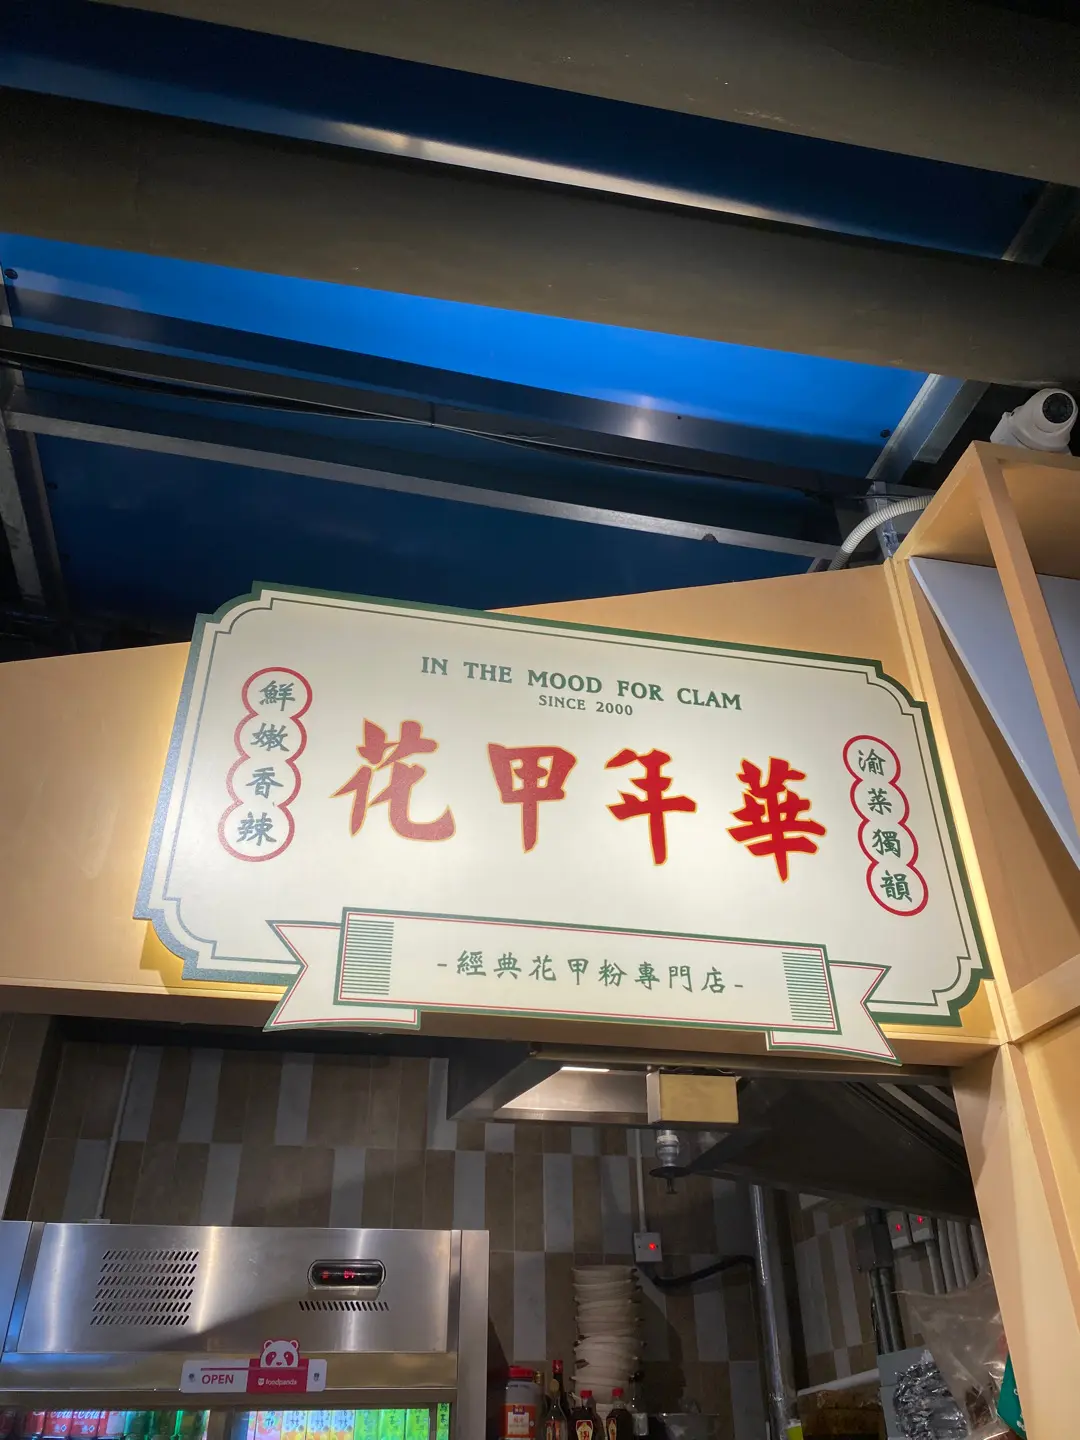 IN THE MOOD FOR CLAM
SINCE 2000
鮮嫩香辣
花甲年華
渝菜獨韻
-經典花甲粉專門店-
OPEN
foodpanda